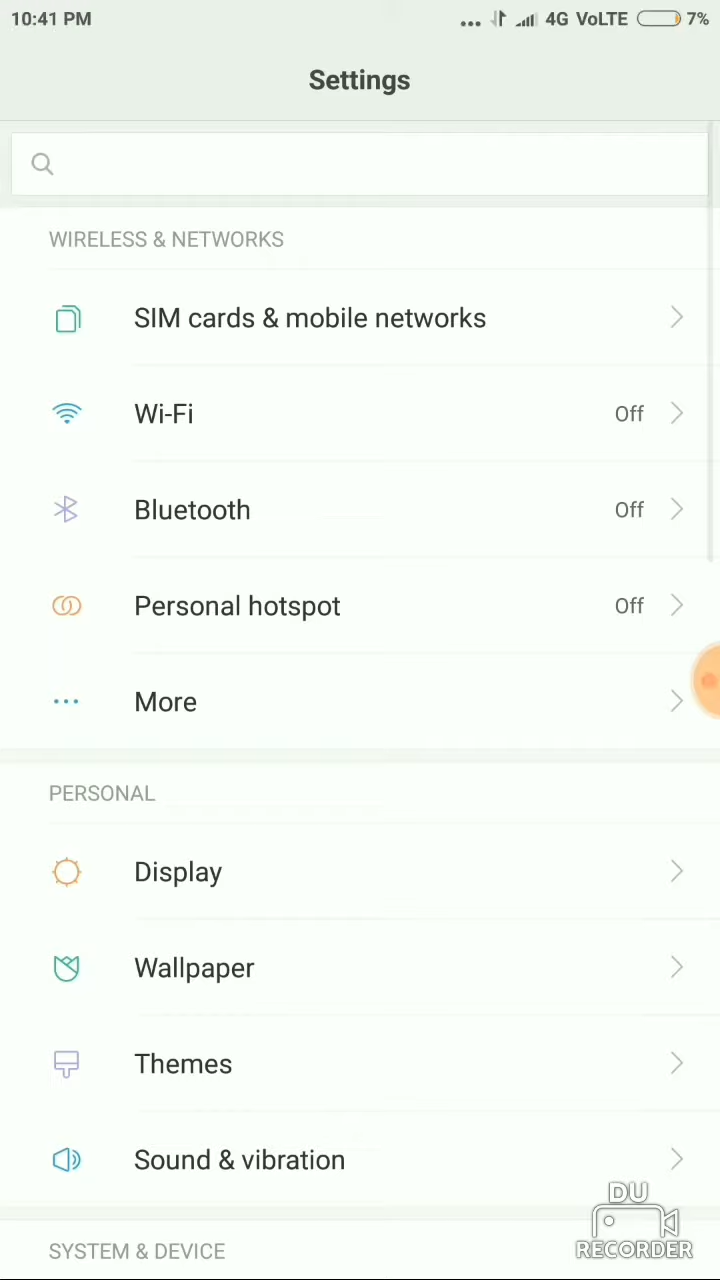 10:41 PM ... 4G VoLTE 7%
Settings
WIRELESS & NETWORKS
SIM cards & mobile networks
Wi-Fi Off
Bluetooth Off
Personal hotspot Off
More
PERSONAL
Display
Wallpaper
Themes
Sound & vibration
DU
RECORDER
SYSTEM & DEVICE